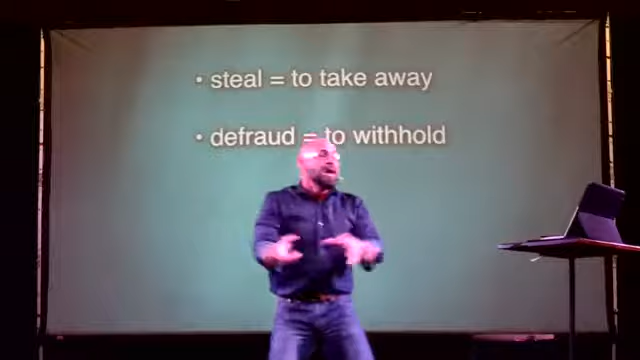 • steal = to take away
• defraud = to withhold